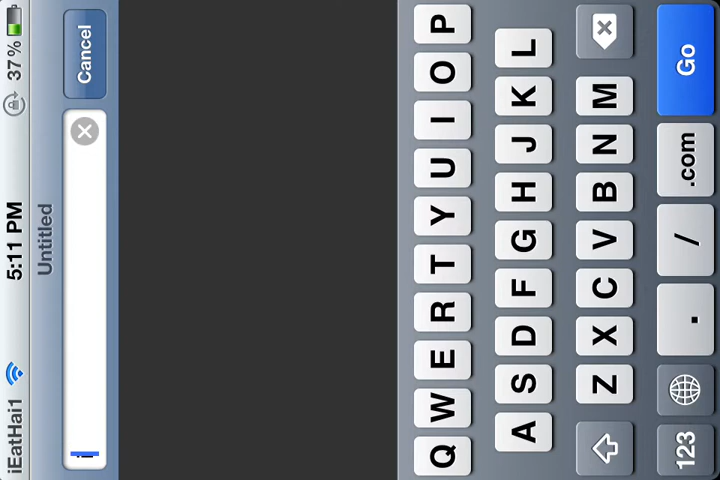 iEatHai1 5:11 PM 37%
Untitled
i Cancel
Q W E R T Y U I O P
A S D F G H J K L
Z X C V B N M
123 . / .com Go